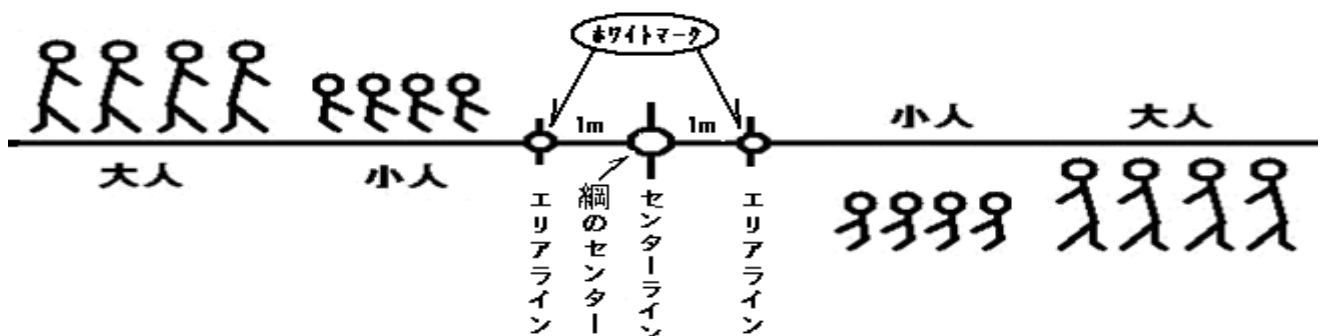 ホワイトマーク
1m
1m
小人
大人
大人
小人
エリアライン
綱のセンター
センターライン
エリアライン